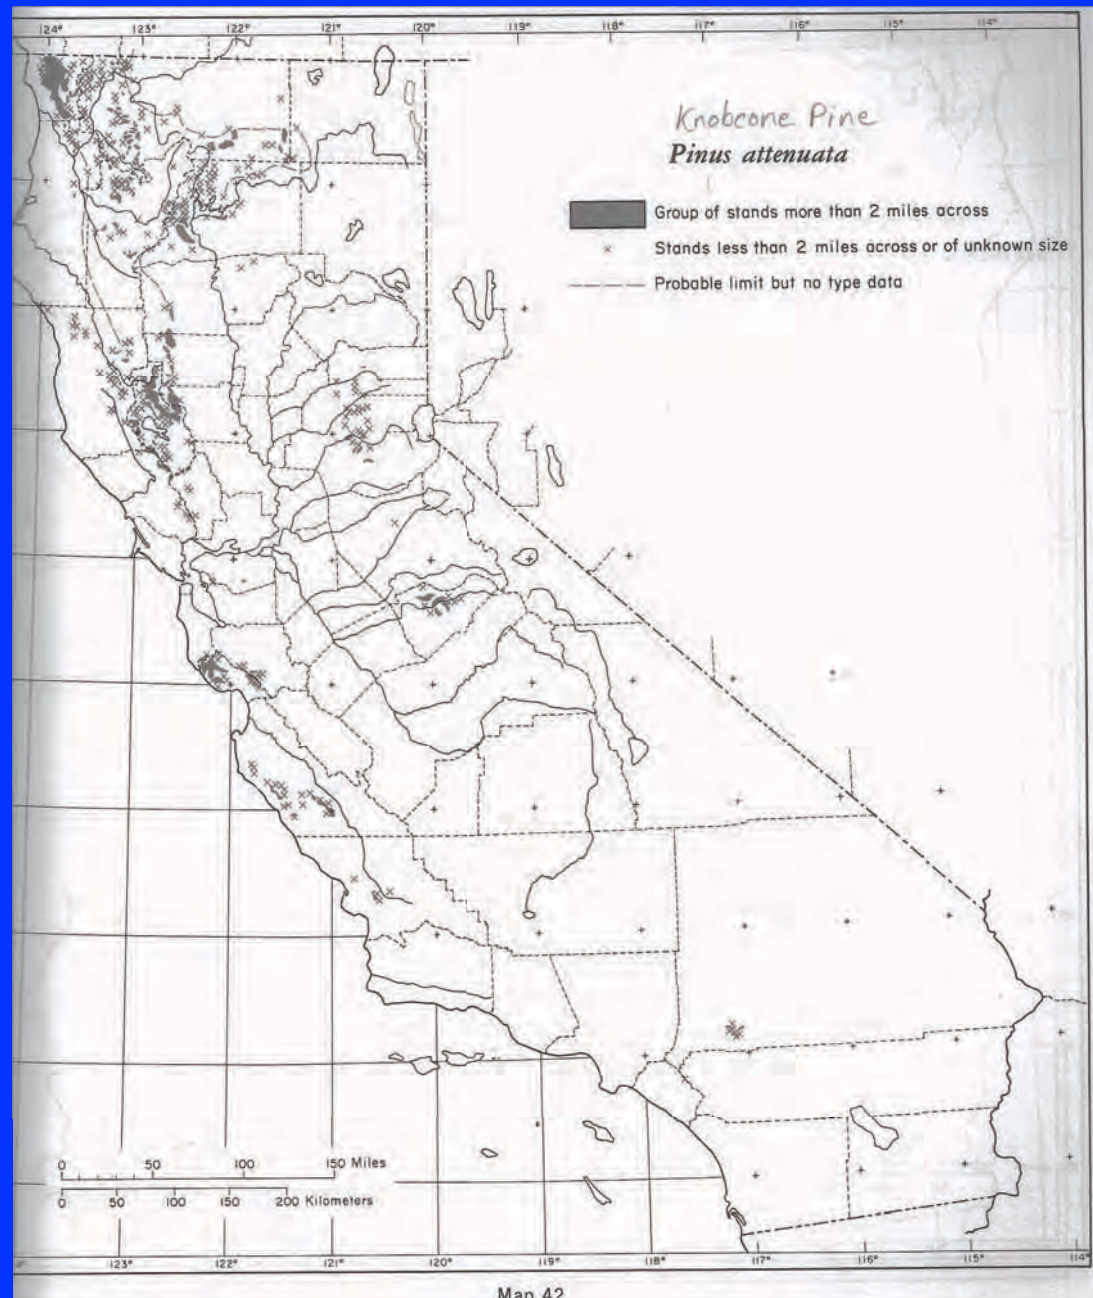 124° 123° 122° 121° 120° 119° 118° 117° 116° 115° 114°
Knobcone Pine
Pinus attenuata
Group of stands more than 2 miles across
Stands less than 2 miles across or of unknown size
Probable limit but no type data
0 50 100 150 Miles
0 50 100 150 200 Kilometers
123° 122° 121° 120° 119° 118° 117° 116° 115° 114°
Map 42